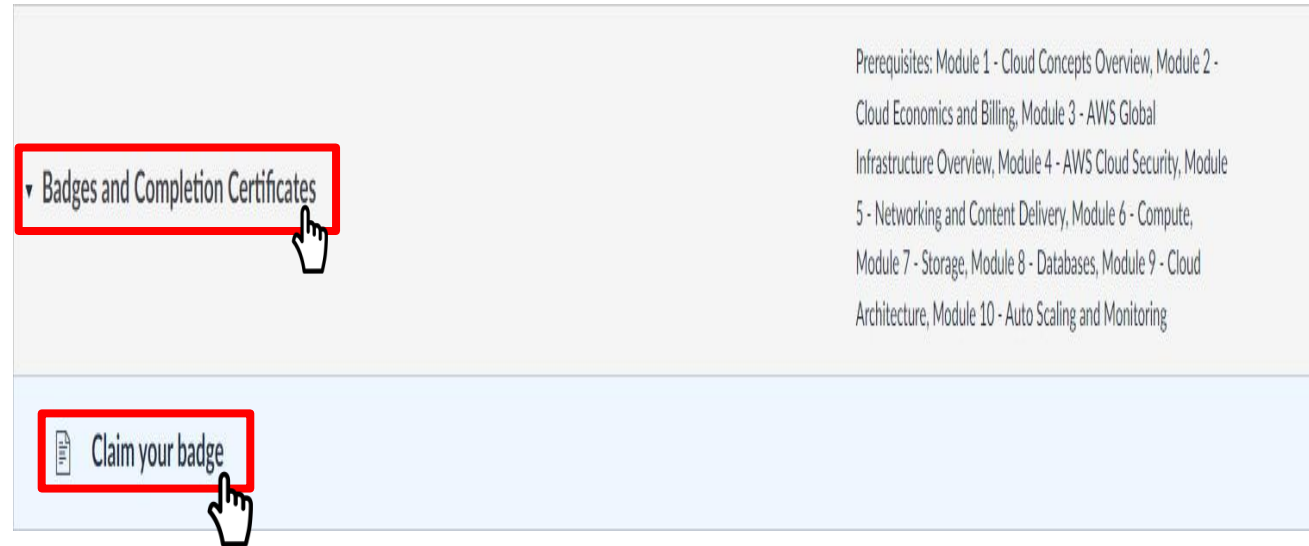 Prerequisites: Module 1 - Cloud Concepts Overview, Module 2 -
Cloud Economics and Billing, Module 3 - AWS Global
Infrastructure Overview, Module 4 - AWS Cloud Security, Module
5 - Networking and Content Delivery, Module 6 - Compute,
Module 7 - Storage, Module 8 - Databases, Module 9 - Cloud
Architecture, Module 10 - Auto Scaling and Monitoring
Badges and Completion Certificates
Claim your badge